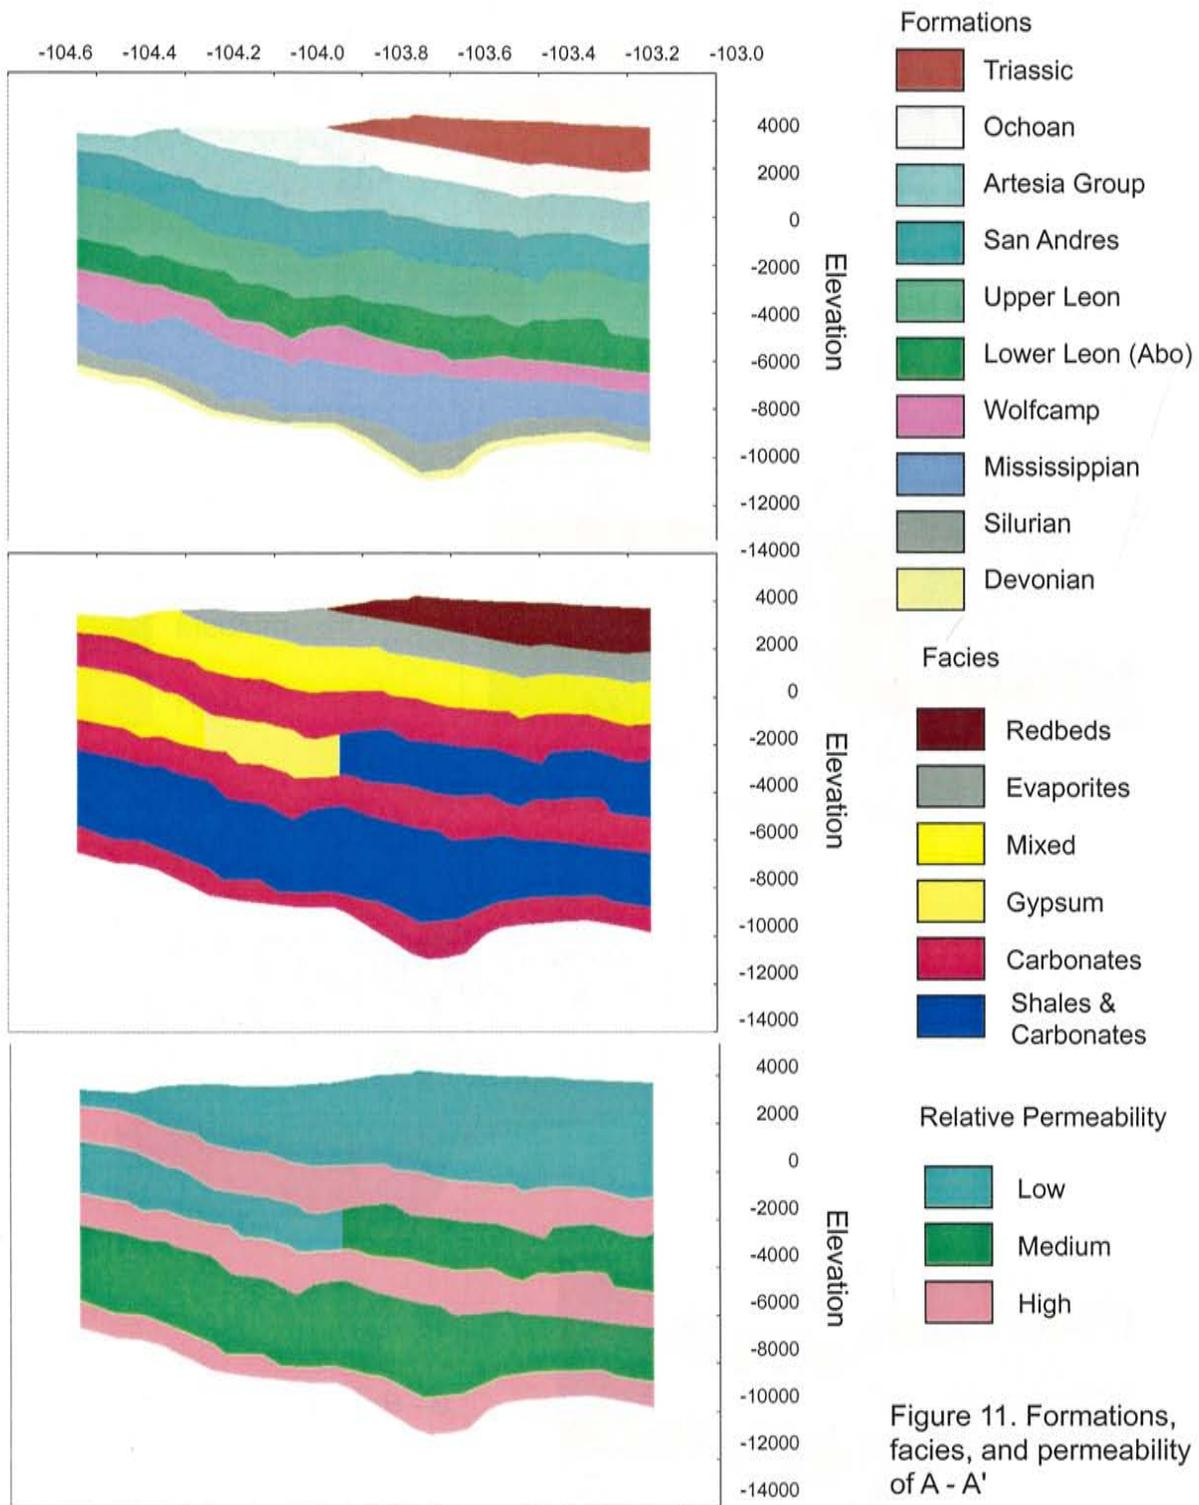 -104.6 -104.4 -104.2 -104.0 -103.8 -103.6 -103.4 -103.2 -103.0
4000
2000
0
-2000
-4000
-6000
-8000
-10000
-12000
-14000
Elevation
4000
2000
0
-2000
-4000
-6000
-8000
-10000
-12000
-14000
Elevation
4000
2000
0
-2000
-4000
-6000
-8000
-10000
-12000
-14000
Elevation
Formations
Triassic
Ochoan
Artesia Group
San Andres
Upper Leon
Lower Leon (Abo)
Wolfcamp
Mississippian
Silurian
Devonian
Facies
Redbeds
Evaporites
Mixed
Gypsum
Carbonates
Shales &
Carbonates
Relative Permeability
Low
Medium
High
Figure 11. Formations,
facies, and permeability
of A - A'